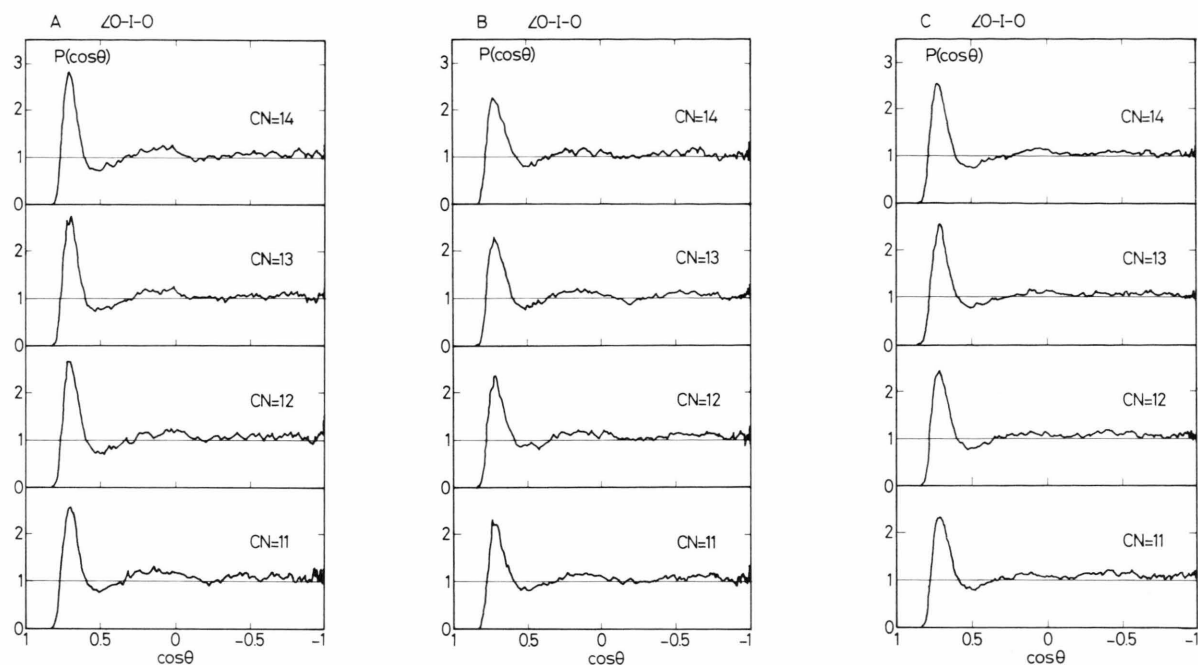 A ∠O-I-O
P(cosθ)
3
2
1
0
CN=14
2
1
0
CN=13
2
1
0
CN=12
2
1
0
CN=11
1 0.5 0 -0.5 -1
cosθ
B ∠O-I-O
P(cosθ)
3
2
1
0
CN=14
2
1
0
CN=13
2
1
0
CN=12
2
1
0
CN=11
1 0.5 0 -0.5 -1
cosθ
C ∠O-I-O
P(cosθ)
3
2
1
0
CN=14
2
1
0
CN=13
2
1
0
CN=12
2
1
0
CN=11
1 0.5 0 -0.5 -1
cosθ